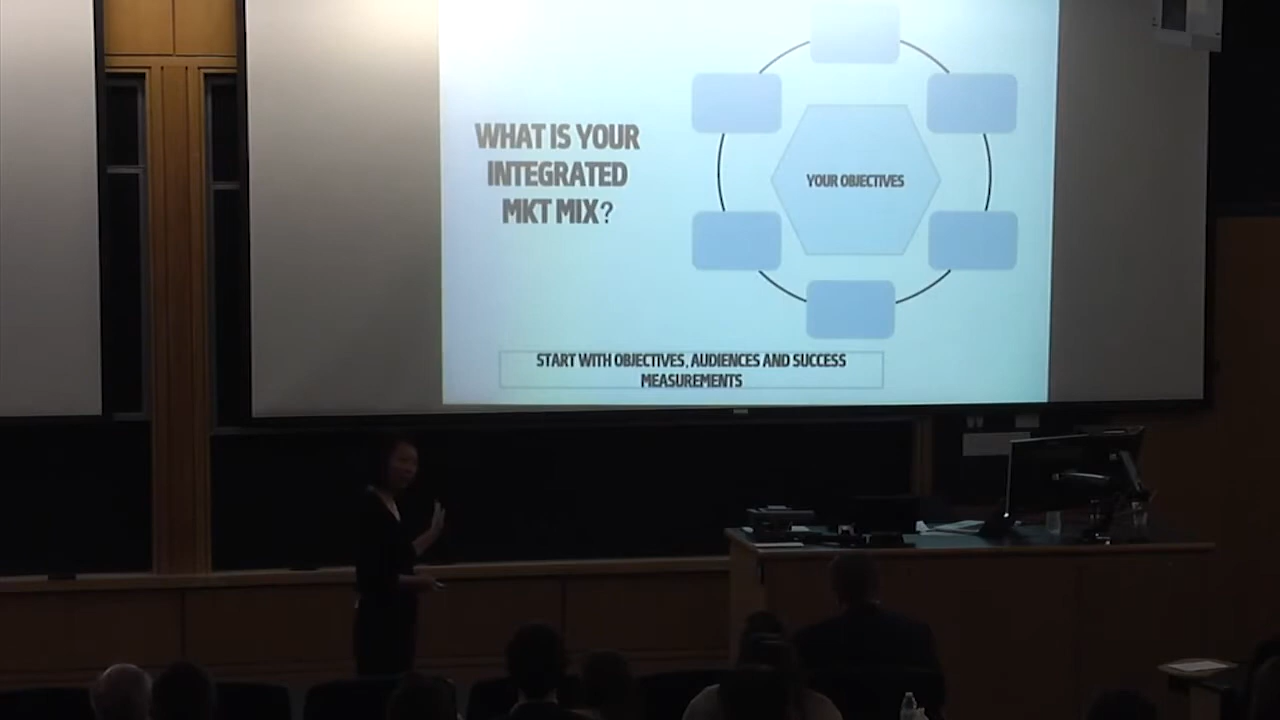 WHAT IS YOUR
INTEGRATED
MKT MIX?
YOUR OBJECTIVES
START WITH OBJECTIVES, AUDIENCES AND SUCCESS
MEASUREMENTS